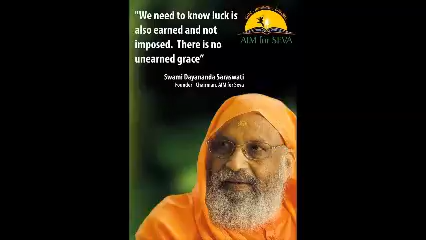 "We need to know luck is
also earned and not
imposed. There is no
unearned grace"
Swami Dayananda Saraswati
Founder Chairman, AIM for Seva
AIM for SEVA